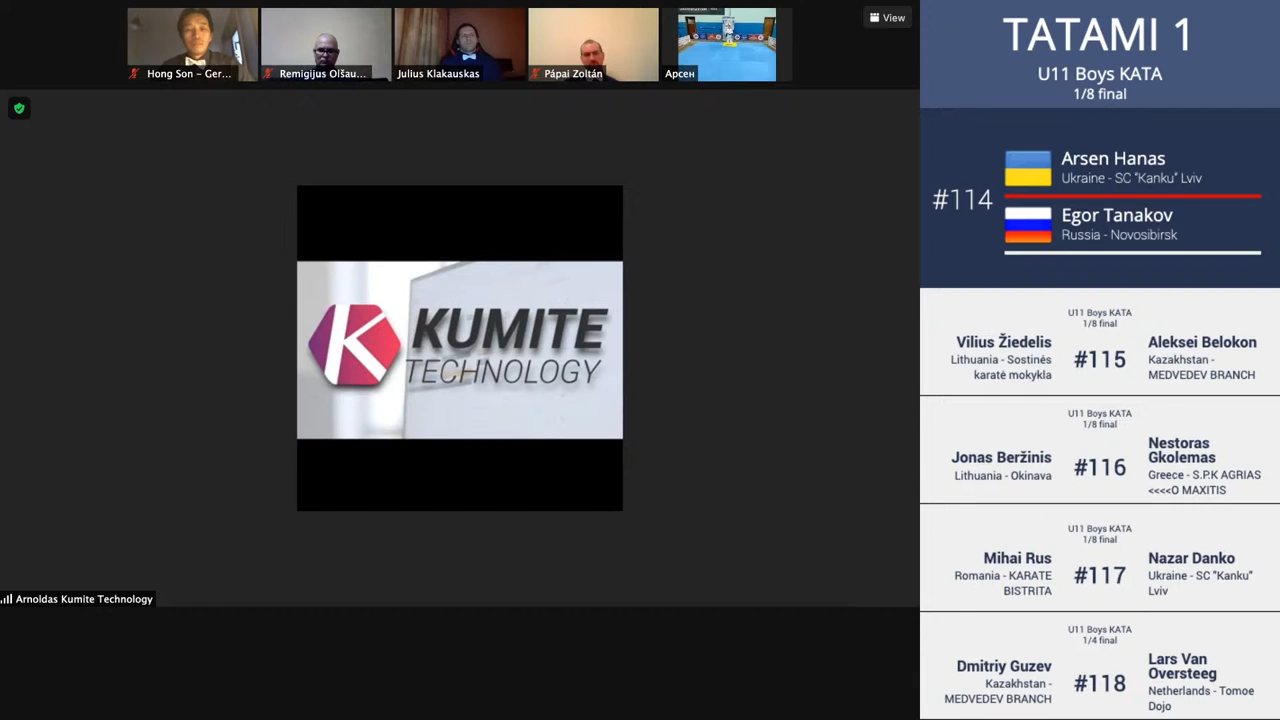 View
Hong Son – Ger...
Remigijus Olšau...
Julius Klakauskas
Pápai Zoltán
Арсен
KUMITE
TECHNOLOGY
Arnoldas Kumite Technology
TATAMI 1
U11 Boys KATA
1/8 final
#114
Arsen Hanas
Ukraine - SC "Kanku" Lviv
Egor Tanakov
Russia - Novosibirsk
U11 Boys KATA
1/8 final
Vilius Žiedelis
Lithuania - Sostinės
karatė mokykla
#115
Aleksei Belokon
Kazakhstan -
MEDVEDEV BRANCH
U11 Boys KATA
1/8 final
Jonas Beržinis
Lithuania - Okinava
#116
Nestoras
Gkolemas
Greece - S.P.K AGRIAS
<<<<O MAXITIS
U11 Boys KATA
1/8 final
Mihai Rus
Romania - KARATE
BISTRITA
#117
Nazar Danko
Ukraine - SC "Kanku"
Lviv
U11 Boys KATA
1/4 final
Dmitriy Guzev
Kazakhstan -
MEDVEDEV BRANCH
#118
Lars Van
Oversteeg
Netherlands - Tomoe
Dojo